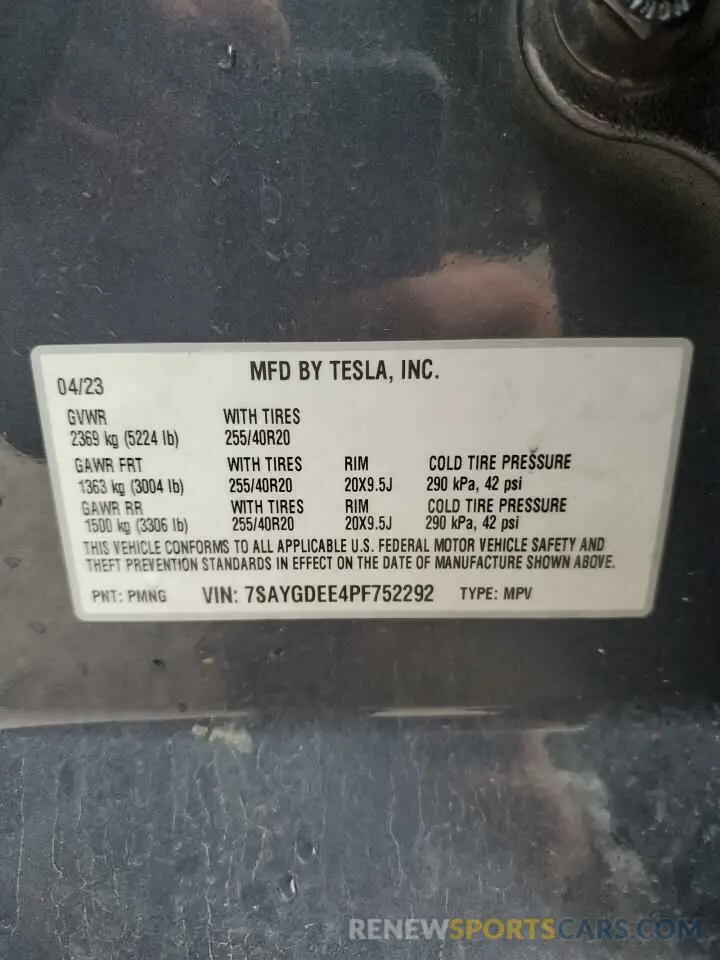 04/23 MFD BY TESLA, INC.
GVWR WITH TIRES
2369 kg (5224 lb) 255/40R20
GAWR FRT WITH TIRES RIM COLD TIRE PRESSURE
1363 kg (3004 lb) 255/40R20 20X9.5J 290 kPa, 42 psi
GAWR RR WITH TIRES RIM COLD TIRE PRESSURE
1500 kg (3306 lb) 255/40R20 20X9.5J 290 kPa, 42 psi
THIS VEHICLE CONFORMS TO ALL APPLICABLE U.S. FEDERAL MOTOR VEHICLE SAFETY AND
THEFT PREVENTION STANDARDS IN EFFECT ON THE DATE OF MANUFACTURE SHOWN ABOVE.
PNT: PMNG VIN: 7SAYGDEE4PF752292 TYPE: MPV
RENEWSPORTSCARS.COM